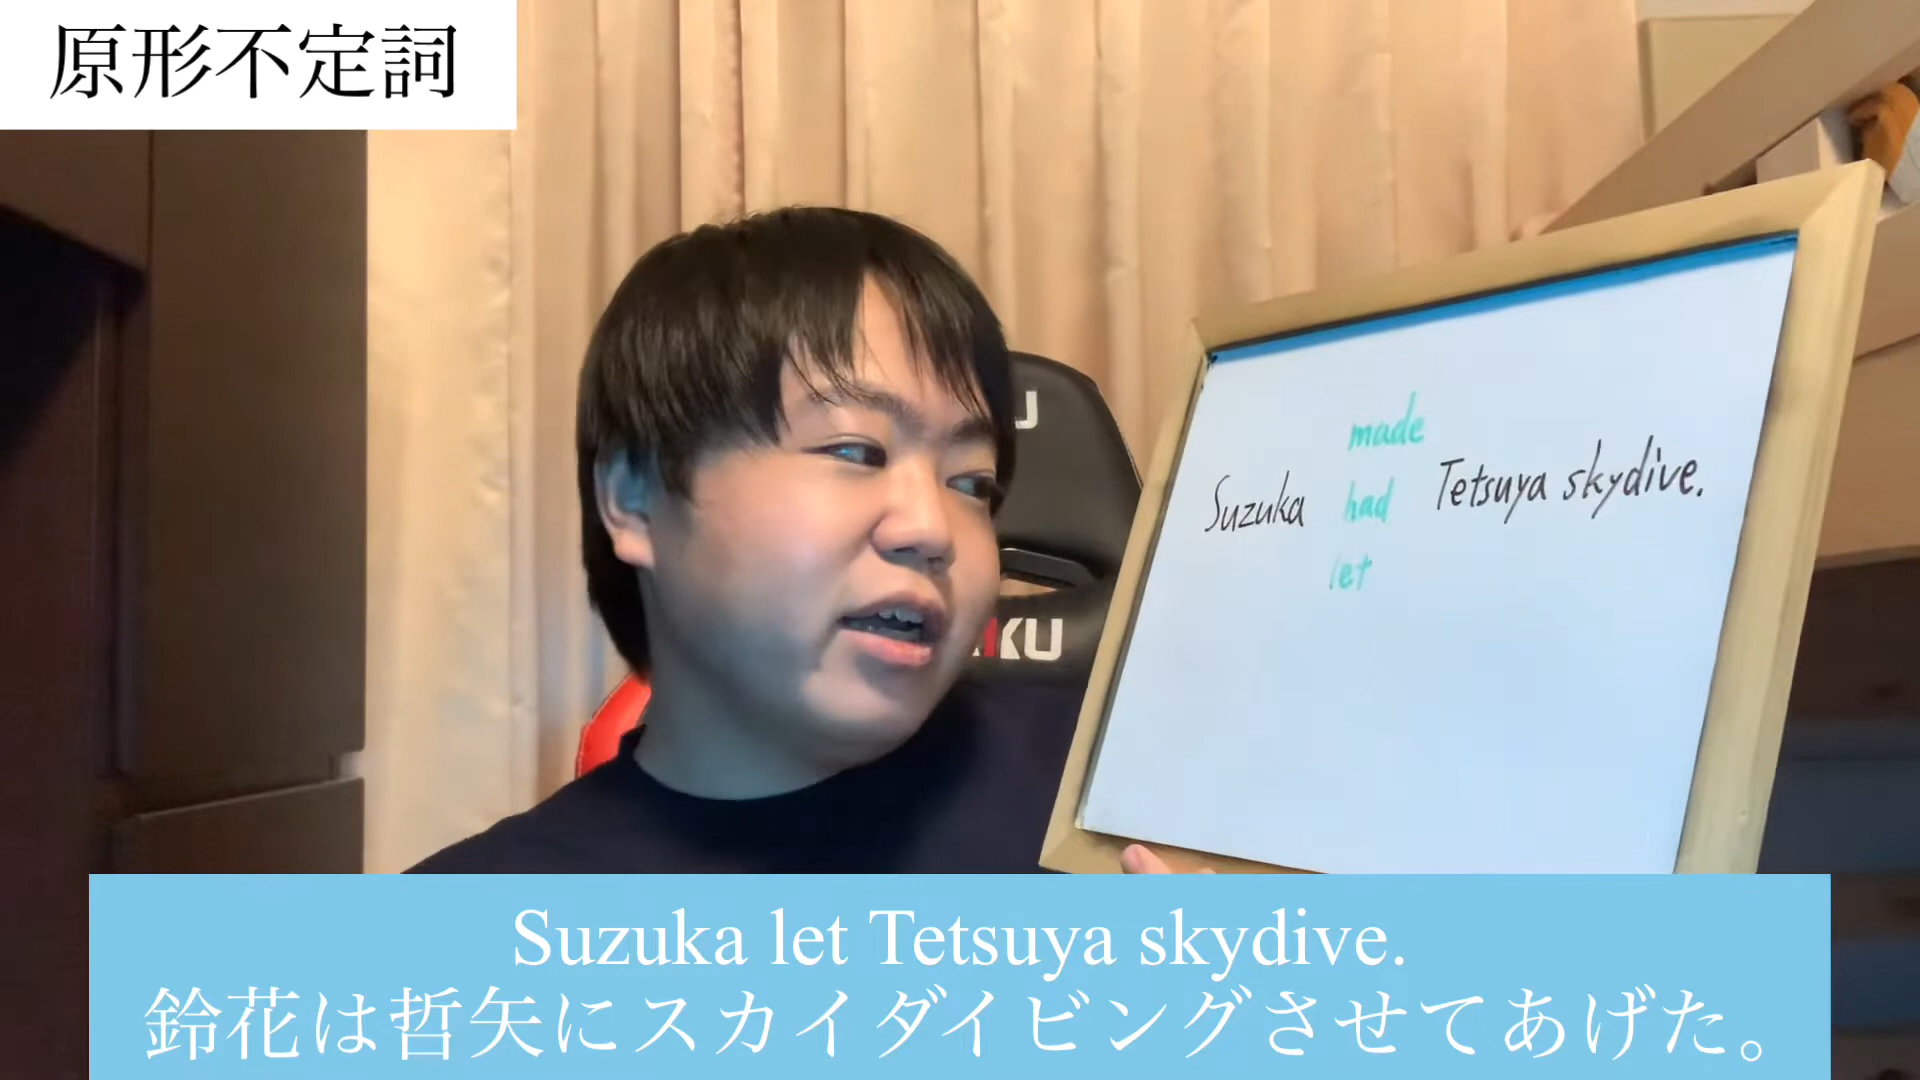 原形不定詞
made
Suzuka had Tetsuya skydive.
let
U
KU
Suzuka let Tetsuya skydive.
鈴花は哲矢にスカイダイビングさせてあげた。